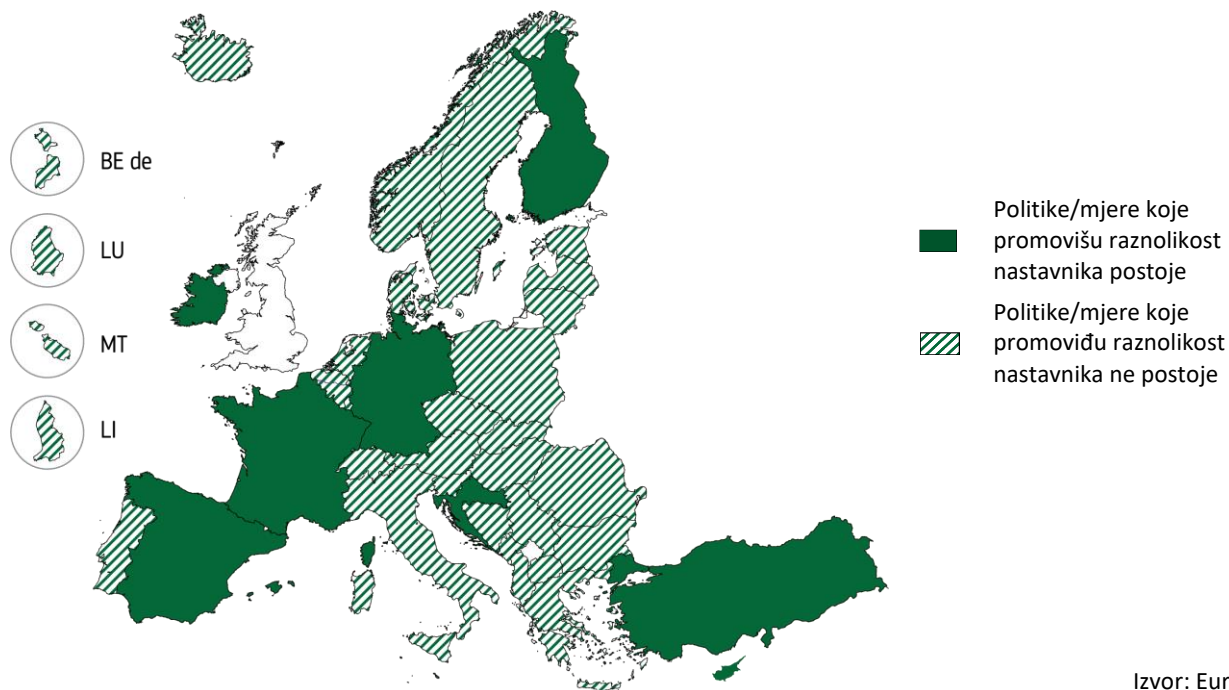 BE de
LU
MT
LI
Politike/mjere koje
promovišu raznolikost
nastavnika postoje
Politike/mjere koje
promoviđu raznolikost
nastavnika ne postoje
Izvor: Eur